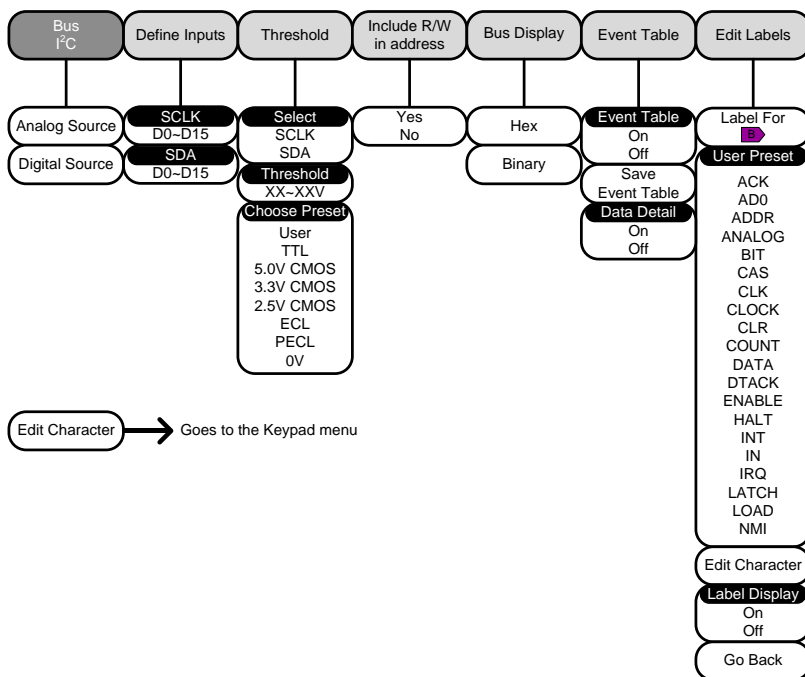 Bus
I²C
Define Inputs
Threshold
Include R/W
in address
Bus Display
Event Table
Edit Labels
Analog Source
Digital Source
SCLK
D0~D15
SDA
D0~D15
Select
SCLK
SDA
Threshold
XX~XXV
Choose Preset
User
TTL
5.0V CMOS
3.3V CMOS
2.5V CMOS
ECL
PECL
0V
Yes
No
Hex
Binary
Event Table
On
Off
Save
Event Table
Data Detail
On
Off
Label For
B
User Preset
ACK
AD0
ADDR
ANALOG
BIT
CAS
CLK
CLOCK
CLR
COUNT
DATA
DTACK
ENABLE
HALT
INT
IN
IRQ
LATCH
LOAD
NMI
Edit Character
Label Display
On
Off
Go Back
Edit Character
Goes to the Keypad menu